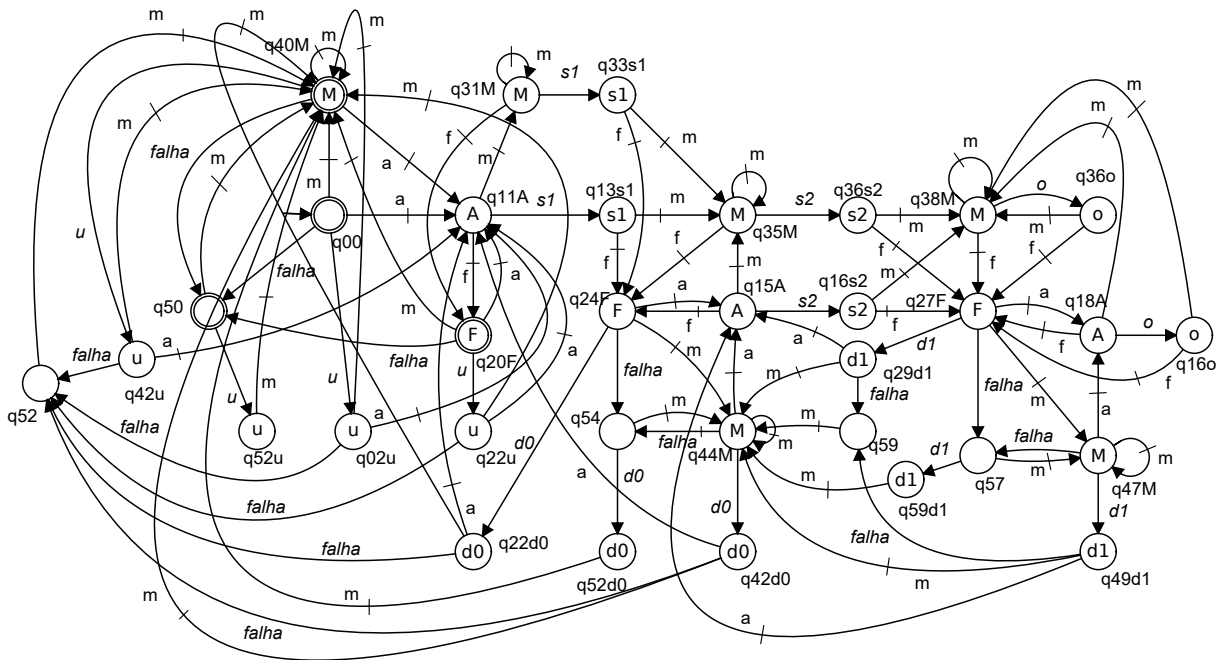 m
m
m
m
m
q40M
m
M
q31M
M
s1
q33s1
s1
m
f
f
m
m
m
falha
a
m
m
u
m
q11A
A
s1
q13s1
s1
m
m
M
q35M
s2
q36s2
s2
m
q38M
m
M
o
q36o
o
m
m
m
q00
a
f
f
f
f
f
f
m
q50
falha
m
f
a
q24F
F
a
f
q15A
A
m
s2
q16s2
s2
m
f
q27F
F
a
f
q18A
A
o
o
q16o
f
F
q20F
falha
a
u
a
falha
q42u
q52
u
m
u
u
q52u
u
q02u
a
u
q22u
a
falha
falha
falha
m
m
a
d1
q29d1
d1
falha
q54
m
falha
M
q44M
m
m
q59
a
falha
m
falha
m
M
q47M
m
a
d1
q57
d1
q59d1
m
d0
d0
d0
d1
a
a
d0
q22d0
falha
d0
q52d0
m
d0
q42d0
falha
m
d1
q49d1
m
falha
a